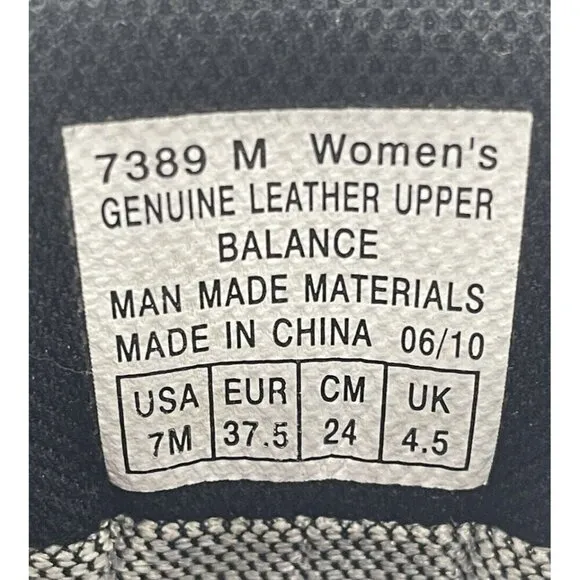 7389 M Women's
GENUINE LEATHER UPPER
BALANCE
MAN MADE MATERIALS
MADE IN CHINA 06/10
USA EUR CM UK
7M 37.5 24 4.5